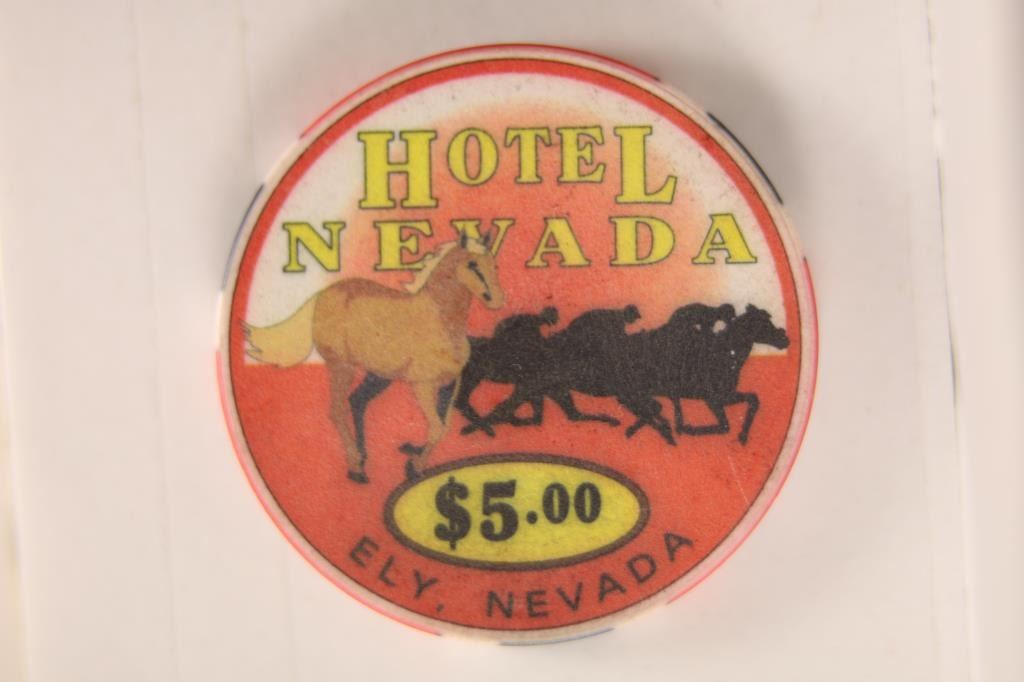 HOTEL
NEVADA
$5.00
ELY, NEVADA